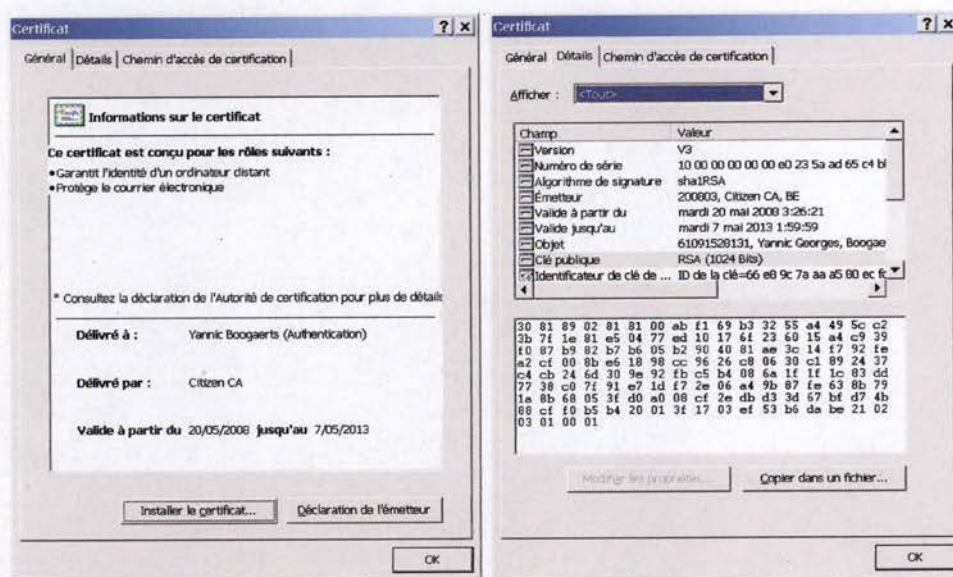 Certificat
Général Détails Chemin d'accès de certification
Informations sur le certificat
Ce certificat est conçu pour les rôles suivants :
•Garantit l'identité d'un ordinateur distant
•Protège le courrier électronique
* Consultez la déclaration de l'Autorité de certification pour plus de détails
Délivré à : Yannic Boogaerts (Authentication)
Délivré par : Citizen CA
Valide à partir du 20/05/2008 jusqu'au 7/05/2013
Installer le certificat... Déclaration de l'émetteur
OK
Certificat
Général Détails Chemin d'accès de certification
Afficher : <Tout>
Champ Valeur
Version V3
Numéro de série 10 00 00 00 00 00 e0 23 5a ad 65 c4
Algorithme de signature sha1RSA
Émetteur 200803, Citizen CA, BE
Valide à partir du mardi 20 mai 2008 3:26:21
Valide jusqu'au mardi 7 mai 2013 1:59:59
Objet 61091528131, Yannic Georges, Boogae
Clé publique RSA (1024 Bits)
Identificateur de clé de ... ID de la clé=66 e8 9c 7a aa a5 80 ec
30 81 89 02 81 81 00 ab f1 69 b3 32 55 a4 49 5c c2
3b 7f 1e 81 e5 04 77 ed 10 17 6f 23 60 15 a4 c9 39
f0 87 b9 82 b7 b6 05 b2 90 40 81 ae 3c 14 f7 92 fe
a2 cf 00 8b e6 18 98 cc 96 26 c8 06 30 c1 89 24 37
c4 cb 24 6d 30 9e 92 fb c5 b4 08 6a 1f 1f 1c 83 dd
77 38 c0 7f 91 e7 1d f7 2e 06 a4 9b 87 fe 63 8b 79
1a 8b 68 05 3f d0 a0 08 cf 2e db d3 3d 67 bf d7 4b
88 cf f0 b5 b4 20 01 3f 17 03 ef 53 b6 da be 21 02
03 01 00 01
Modifier les propriétés... Copier dans un fichier...
OK